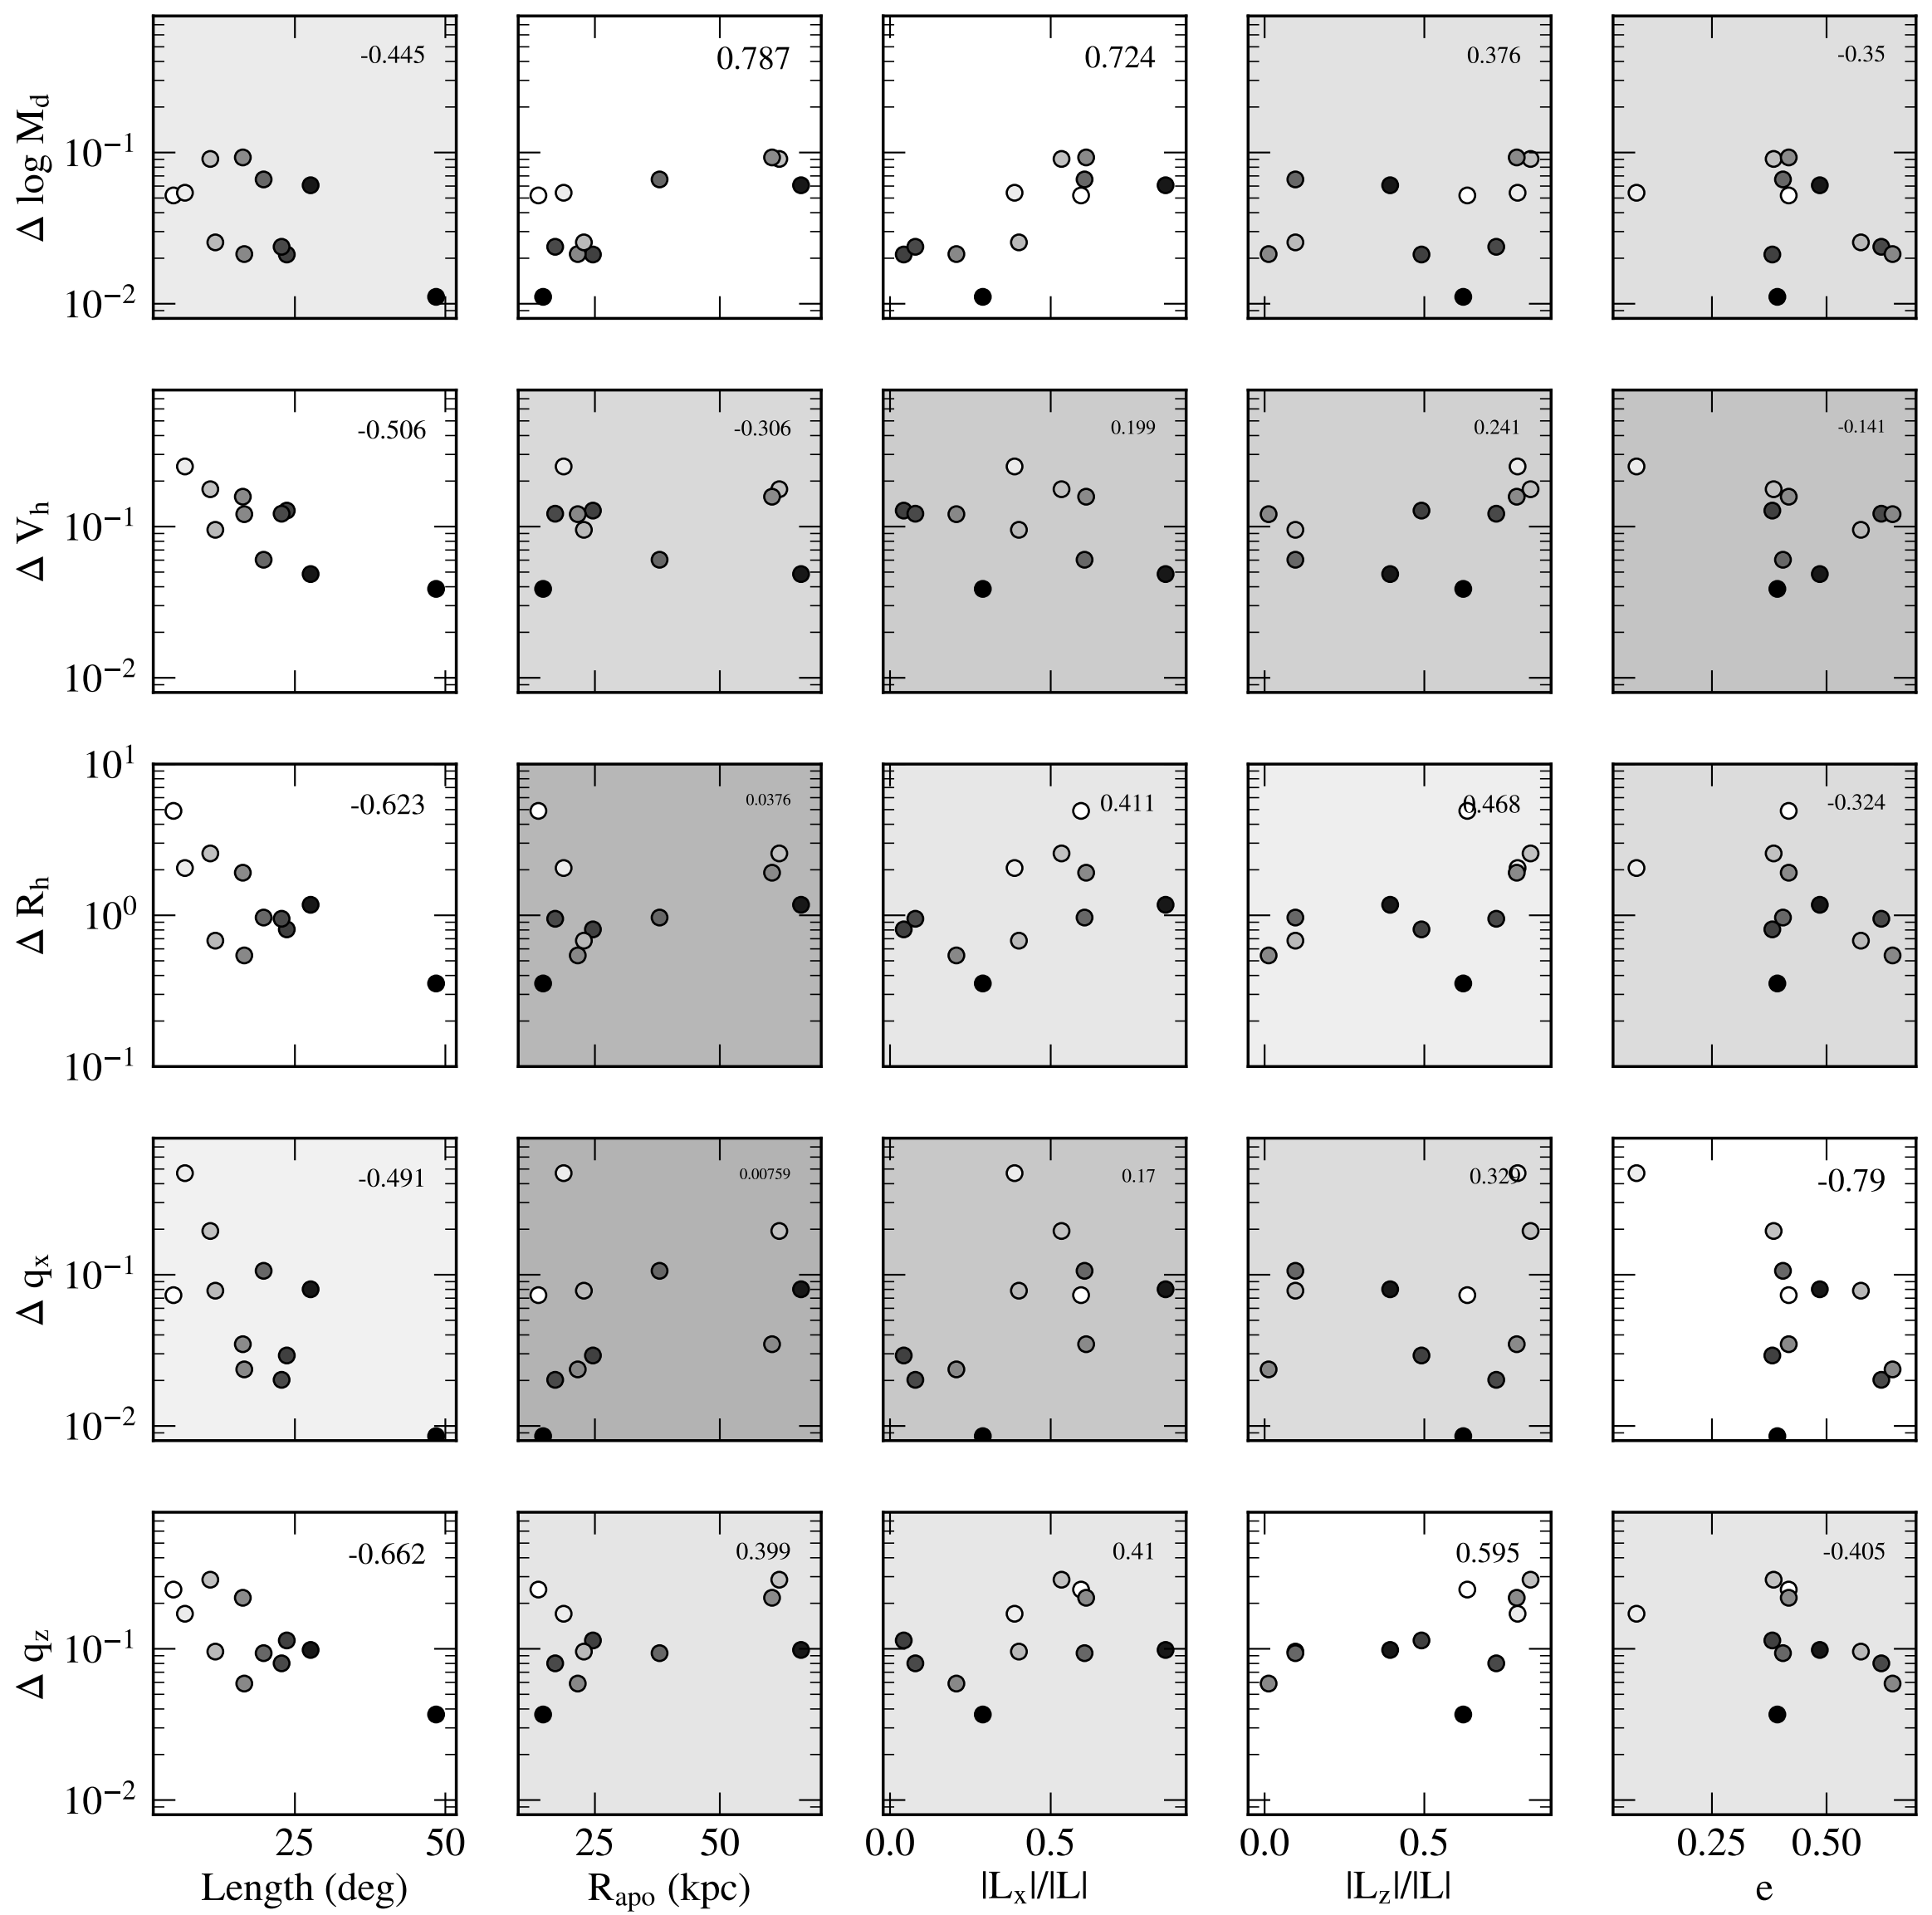 -0.445 0.787 0.724 0.376 -0.35
Δ log M_d
10⁻¹
10⁻²
-0.506 -0.306 0.199 0.241 -0.141
Δ V_h
10⁻¹
10⁻²
10¹
-0.623 0.0376 0.411 0.468 -0.324
Δ R_h
10⁰
10⁻¹
-0.491 0.00759 0.17 0.329 -0.79
Δ q_x
10⁻¹
10⁻²
-0.662 0.399 0.41 0.595 -0.405
Δ q_z
10⁻¹
10⁻²
25 50 25 50 0.0 0.5 0.0 0.5 0.25 0.50
Length (deg) R_apo (kpc) |L_x|/|L| |L_z|/|L| e